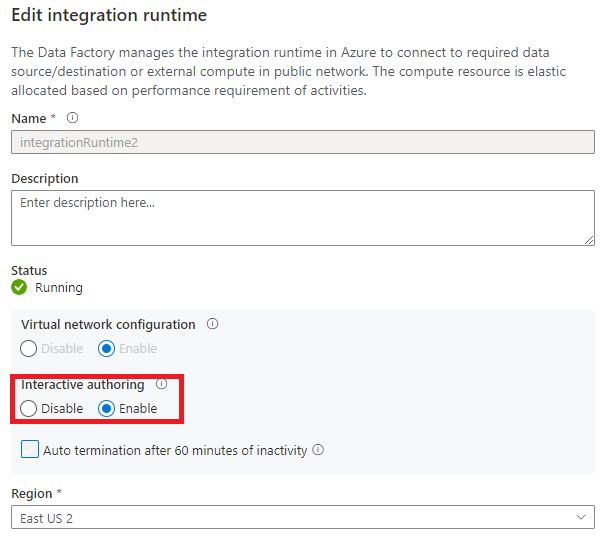 Edit integration runtime
The Data Factory manages the integration runtime in Azure to connect to required data
source/destination or external compute in public network. The compute resource is elastic
allocated based on performance requirement of activities.
Name *
integrationRuntime2
Description
Enter description here...
Status
Running
Virtual network configuration
Disable Enable
Interactive authoring
Disable Enable
Auto termination after 60 minutes of inactivity
Region *
East US 2